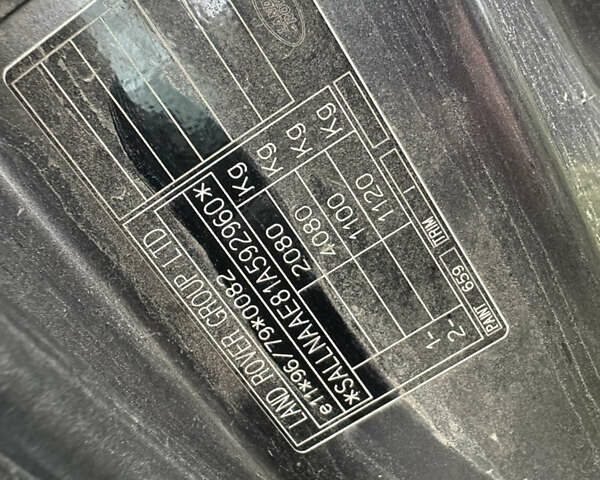 LAND ROVER GROUP LTD
e11*96/79*0082
*SALLNAAE81A592960*
2080 Kg
4080 Kg
1- 1100 Kg
2- 1120 Kg
PAINT 659 TRIM